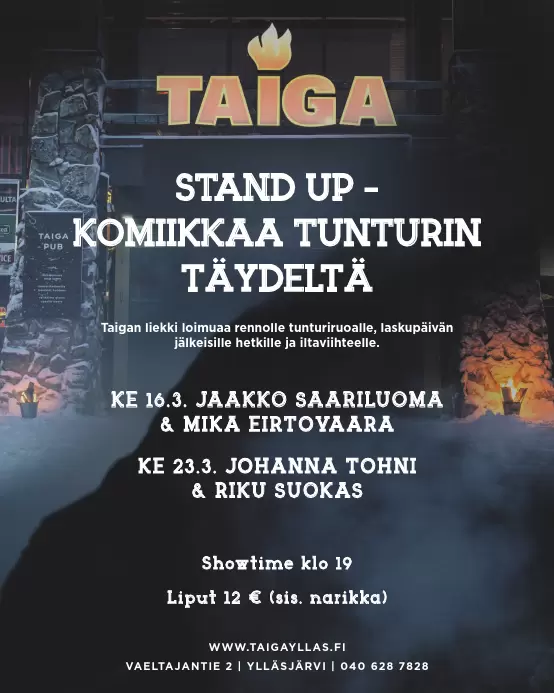 TAIGA
STAND UP -
KOMIIKKAA TUNTURIN
TÄYDELTÄ
TAIGA
PUB
Taigan liekki loimuaa rennolle tunturiruoalle, laskupäivän
jälkeisille hetkille ja iltaviihteelle.
KE 16.3. JAAKKO SAARILUOMA
& MIKA EIRTOVAARA
KE 23.3. JOHANNA TOHNI
& RIKU SUOKAS
Showtime klo 19
Liput 12 € (sis. narikka)
WWW.TAIGAYLLAS.FI
VAELTAJANTIE 2 | YLLÄSJÄRVI | 040 628 7828